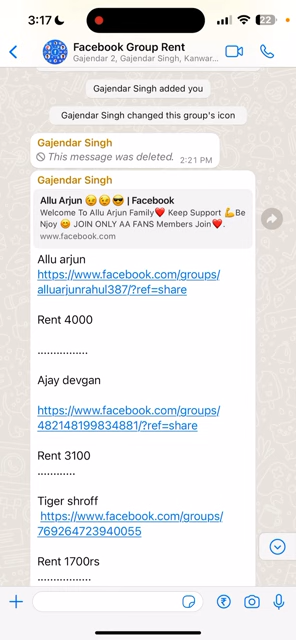 3:17
22
Facebook Group Rent
Gajendar 2, Gajendar Singh, Kanwar...
Gajendar Singh added you
Gajendar Singh changed this group's icon
Gajendar Singh
This message was deleted. 2:21 PM
Gajendar Singh
Allu Arjun 😉😉😎 | Facebook
Welcome To Allu Arjun Family❤️ Keep Support 💪Be
Njoy 😊 JOIN ONLY AA FANS Members Join❤️.
www.facebook.com
Allu arjun
https://www.facebook.com/groups/
alluarjunrahul387/?ref=share
Rent 4000
................
Ajay devgan
https://www.facebook.com/groups/
482148199834881/?ref=share
Rent 3100
............
Tiger shroff
https://www.facebook.com/groups/
769264723940055
Rent 1700rs
.................
₹